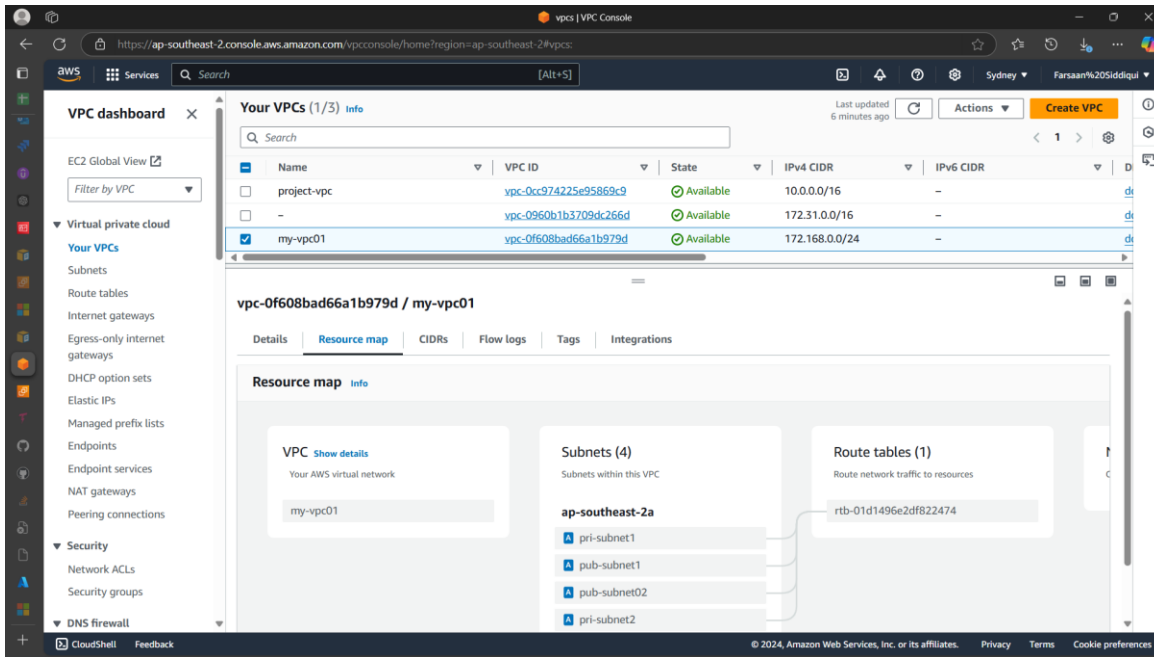 vpcs | VPC Console
https://ap-southeast-2.console.aws.amazon.com/vpcconsole/home?region=ap-southeast-2#vpcs:
aws Services Search [Alt+S] Sydney Farsaan%20Siddiqui
VPC dashboard
EC2 Global View
Filter by VPC
Virtual private cloud
Your VPCs
Subnets
Route tables
Internet gateways
Egress-only internet
gateways
DHCP option sets
Elastic IPs
Managed prefix lists
Endpoints
Endpoint services
NAT gateways
Peering connections
Security
Network ACLs
Security groups
DNS firewall
Your VPCs (1/3) Info
Last updated
6 minutes ago
Actions
Create VPC
Search
1
Name VPC ID State IPv4 CIDR IPv6 CIDR D
project-vpc vpc-0cc974225e95869c9 Available 10.0.0.0/16 –
– vpc-0960b1b3709dc266d Available 172.31.0.0/16 –
my-vpc01 vpc-0f608bad66a1b979d Available 172.168.0.0/24 –
vpc-0f608bad66a1b979d / my-vpc01
Details Resource map CIDRs Flow logs Tags Integrations
Resource map Info
VPC Show details
Your AWS virtual network
my-vpc01
Subnets (4)
Subnets within this VPC
ap-southeast-2a
A pri-subnet1
A pub-subnet1
A pub-subnet02
A pri-subnet2
Route tables (1)
Route network traffic to resources
rtb-01d1496e2df822474
CloudShell Feedback © 2024, Amazon Web Services, Inc. or its affiliates. Privacy Terms Cookie preferences